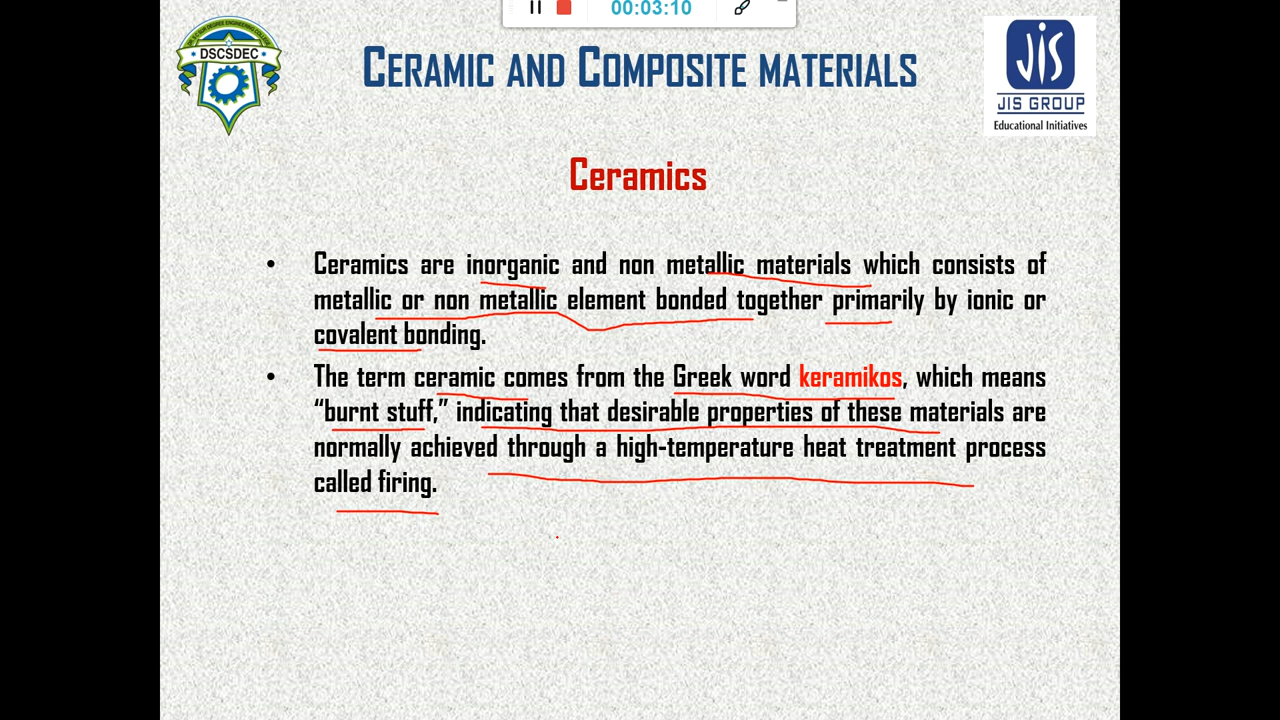 00:03:10
DSCSDEC
CERAMIC AND COMPOSITE MATERIALS
JIS
JIS GROUP
Educational Initiatives
Ceramics
• Ceramics are inorganic and non metallic materials which consists of
metallic or non metallic element bonded together primarily by ionic or
covalent bonding.
• The term ceramic comes from the Greek word keramikos, which means
“burnt stuff,” indicating that desirable properties of these materials are
normally achieved through a high-temperature heat treatment process
called firing.